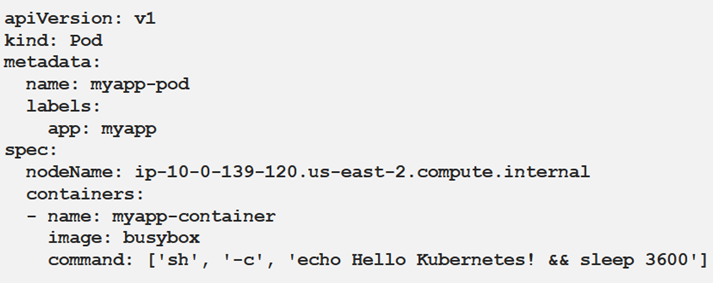 apiVersion: v1
kind: Pod
metadata:
  name: myapp-pod
  labels:
    app: myapp
spec:
  nodeName: ip-10-0-139-120.us-east-2.compute.internal
  containers:
  - name: myapp-container
    image: busybox
    command: ['sh', '-c', 'echo Hello Kubernetes! && sleep 3600']